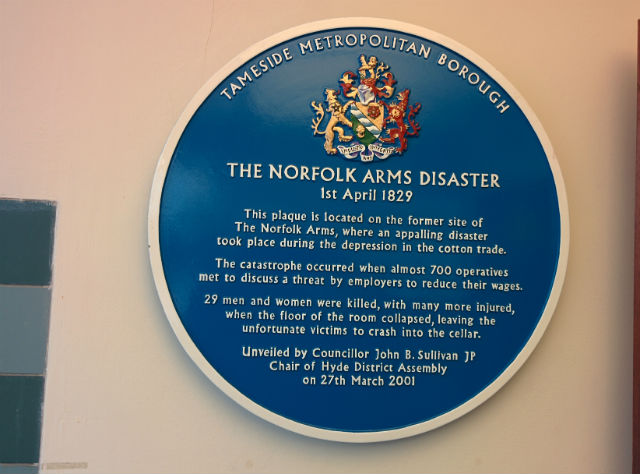 TAMESIDE METROPOLITAN BOROUGH
THE NORFOLK ARMS DISASTER
1st April 1829
This plaque is located on the former site of
The Norfolk Arms, where an appalling disaster
took place during the depression in the cotton trade.
The catastrophe occurred when almost 700 operatives
met to discuss a threat by employers to reduce their wages.
29 men and women were killed, with many more injured,
when the floor of the room collapsed, leaving the
unfortunate victims to crash into the cellar.
Unveiled by Councillor John B. Sullivan JP
Chair of Hyde District Assembly
on 27th March 2001